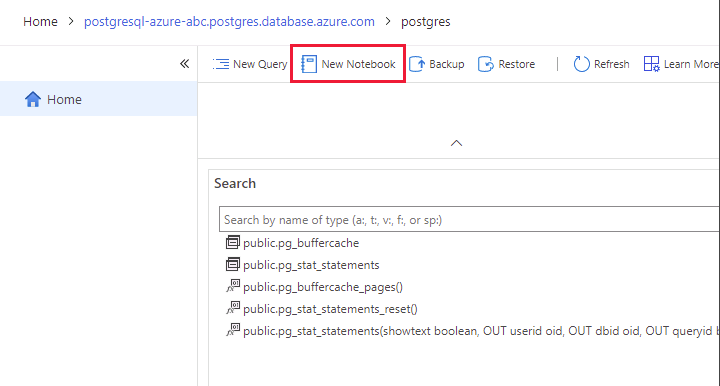 Home > postgresql-azure-abc.postgres.database.azure.com > postgres
« New Query New Notebook Backup Restore | Refresh Learn More
Home
Search
Search by name of type (a:, t:, v:, f:, or sp:)
public.pg_buffercache
public.pg_stat_statements
public.pg_buffercache_pages()
public.pg_stat_statements_reset()
public.pg_stat_statements(showtext boolean, OUT userid oid, OUT dbid oid, OUT queryid b